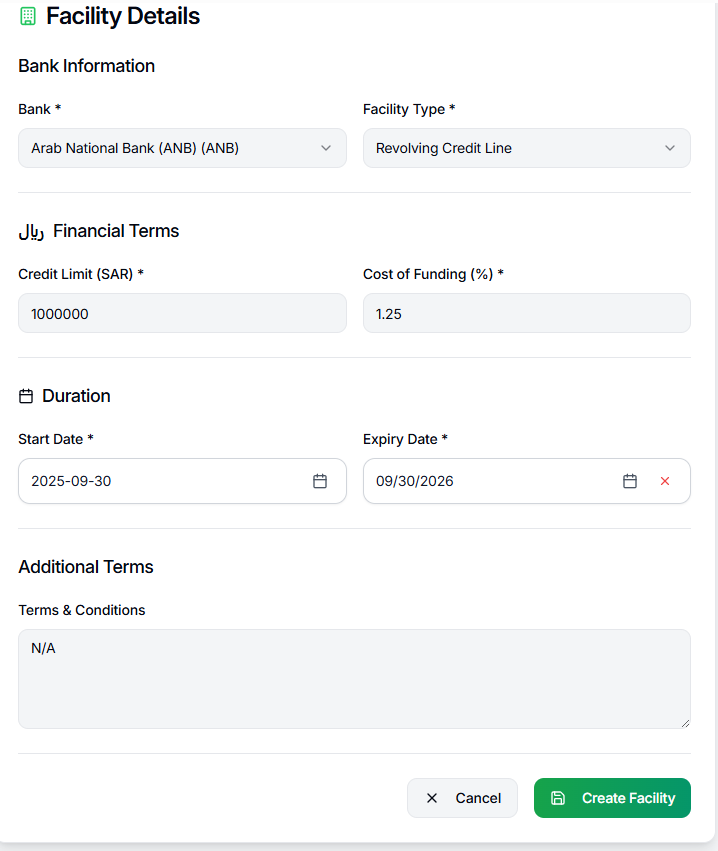 Facility Details
Bank Information
Bank *
Facility Type *
Arab National Bank (ANB) (ANB)
Revolving Credit Line
ریال Financial Terms
Credit Limit (SAR) *
Cost of Funding (%) *
1000000
1.25
Duration
Start Date *
Expiry Date *
2025-09-30
09/30/2026
Additional Terms
Terms & Conditions
N/A
Cancel
Create Facility